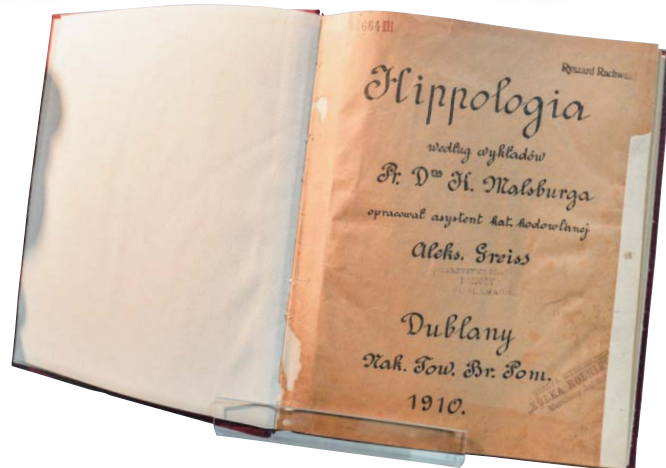 Ryszard Rachwał
Hippologia
według wykładów
Pr. Dra K. Malsburga
opracował asystent kat. hodowlanej
Aleks. Greiss
Dublany
Nak. Tow. Br. Pom.
1910.